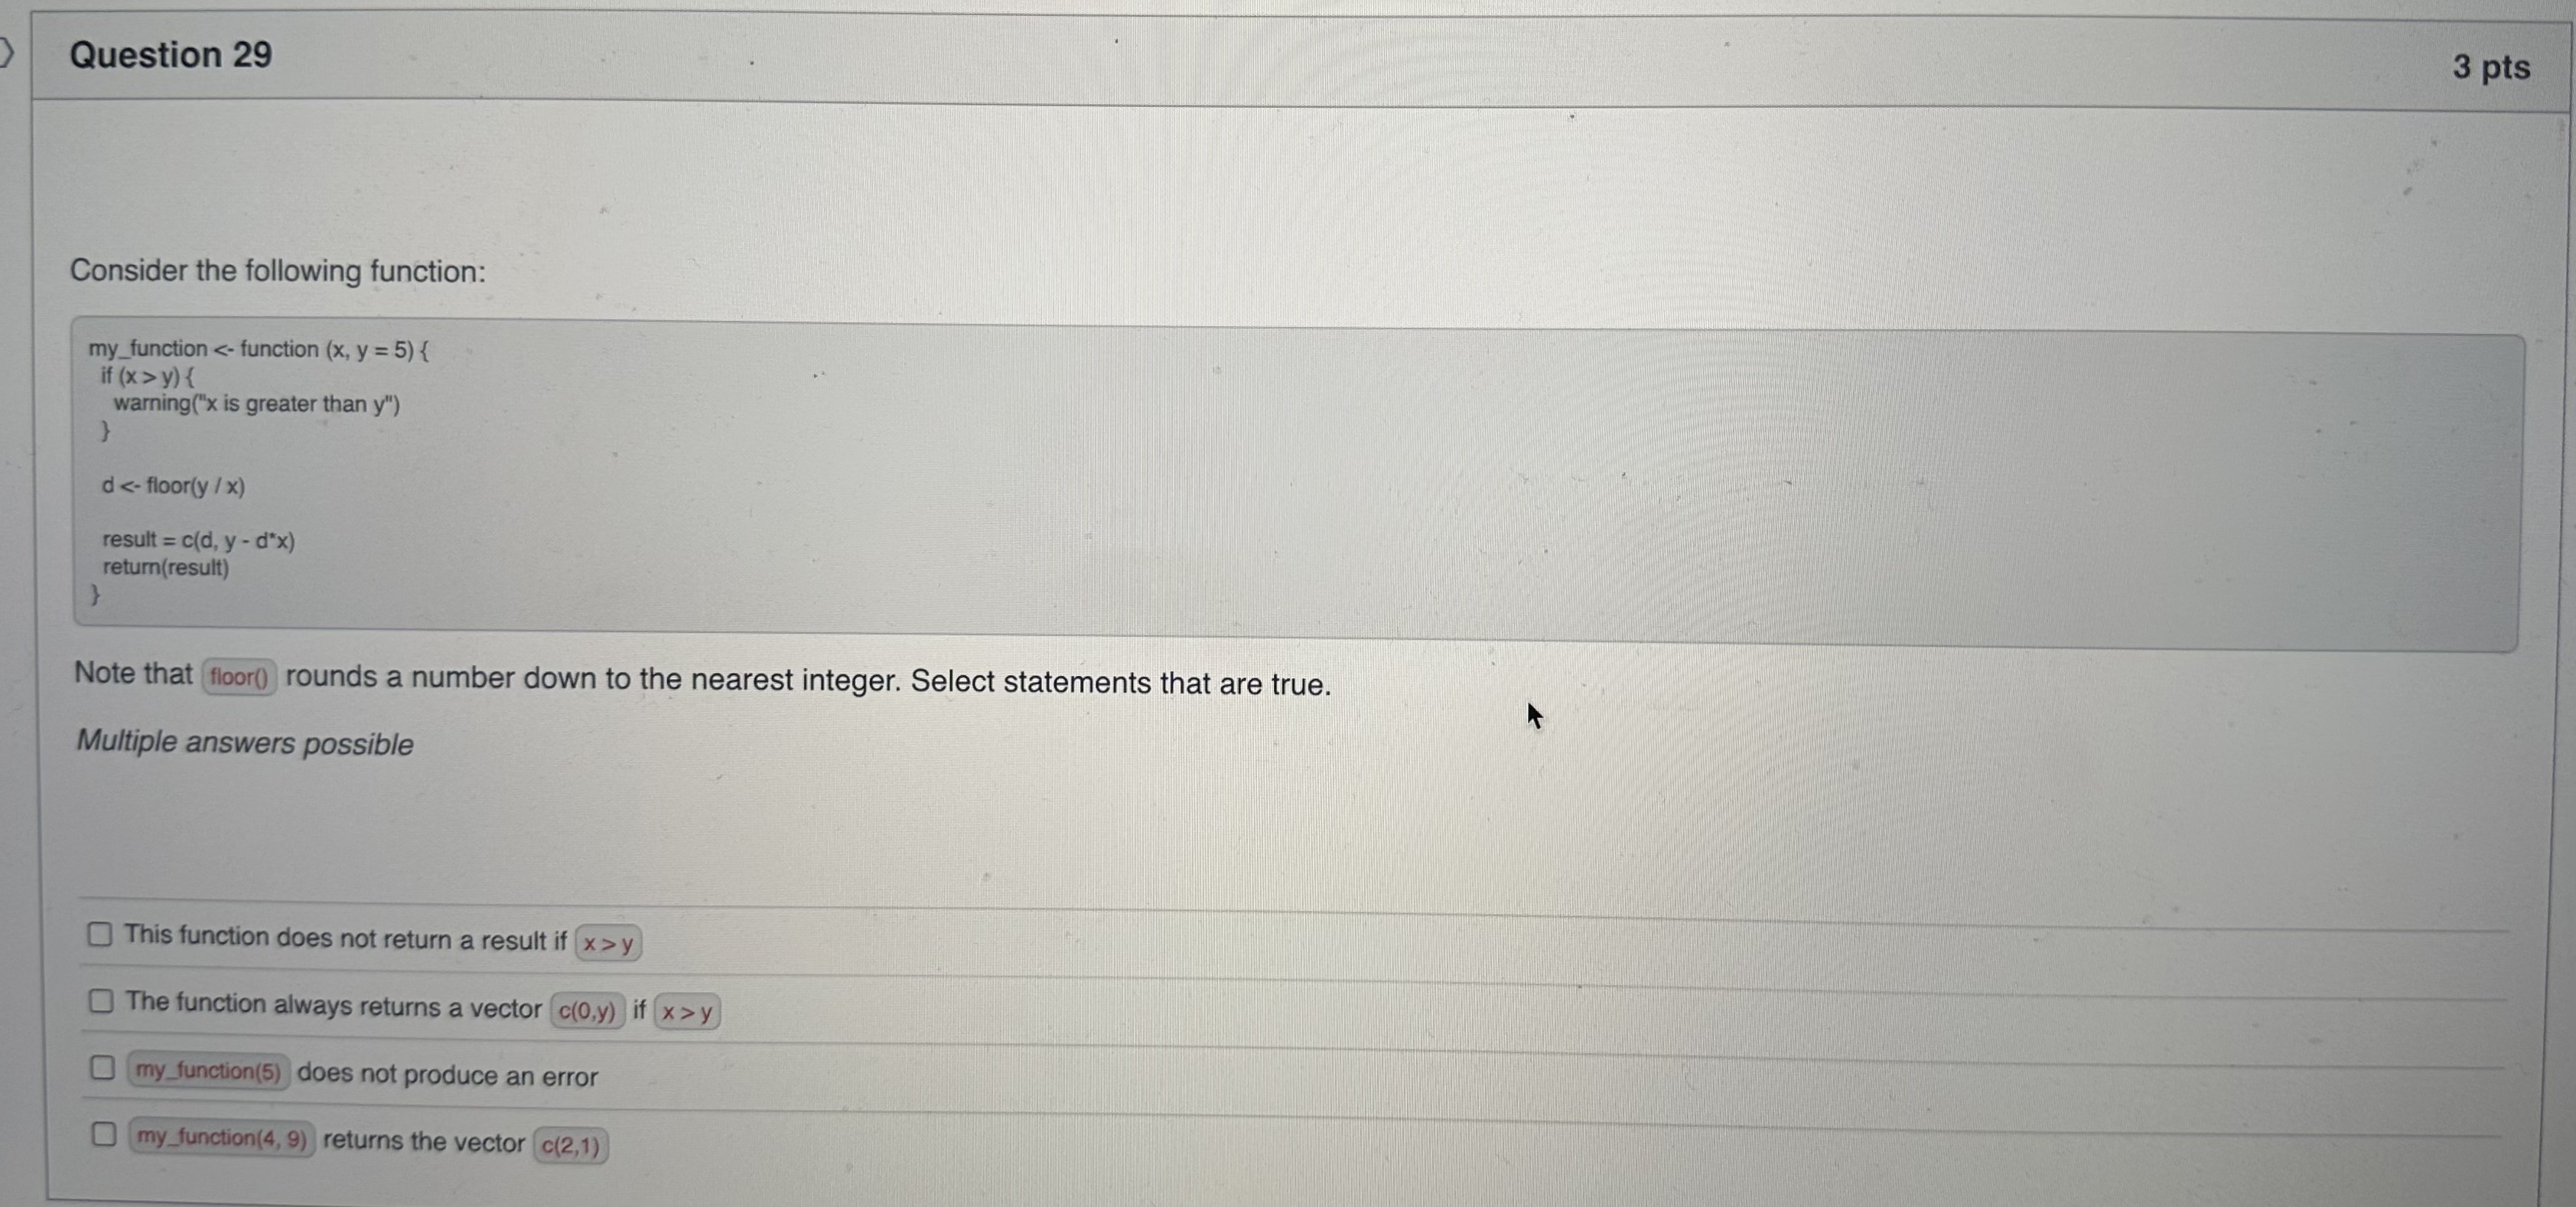 Question 29
3 pts
Consider the following function:
my_function <- function (x, y = 5) {
if (x > y) {
warning("x is greater than y")
}
d <- floor(y / x)
result = c(d, y - d*x)
return(result)
}
Note that floor() rounds a number down to the nearest integer. Select statements that are true.
Multiple answers possible
This function does not return a result if x > y
The function always returns a vector c(0,y) if x > y
my_function(5) does not produce an error
my_function(4, 9) returns the vector c(2,1)